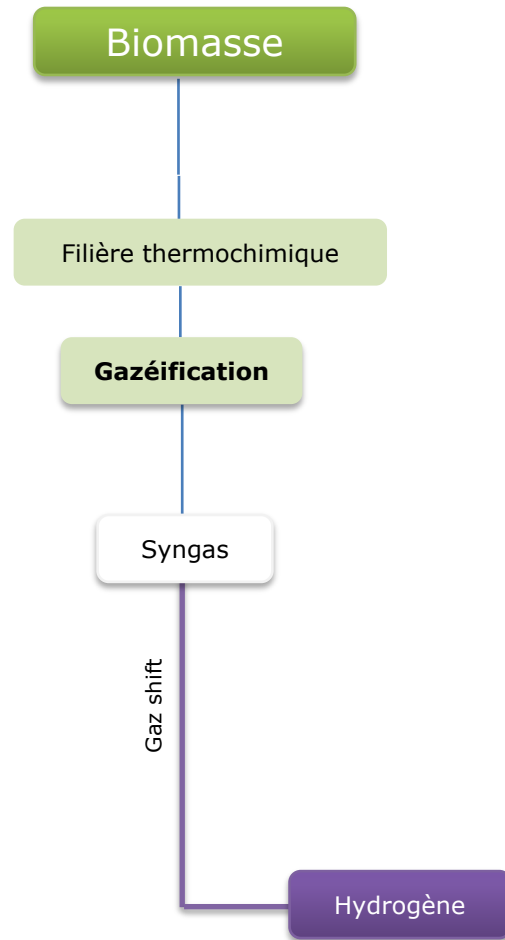 Biomasse
Filière thermochimique
Gazéification
Syngas
Gaz shift
Hydrogène